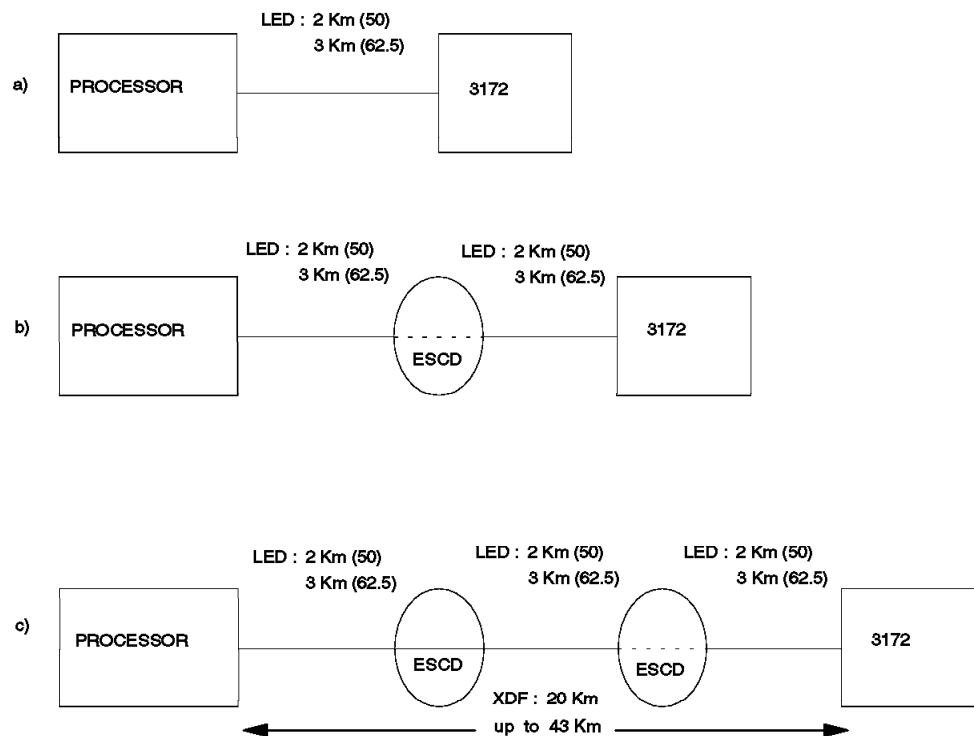 LED : 2 Km (50)
3 Km (62.5)
a)
PROCESSOR
3172
LED : 2 Km (50)
3 Km (62.5)
LED : 2 Km (50)
3 Km (62.5)
b)
PROCESSOR
ESCD
3172
LED : 2 Km (50)
3 Km (62.5)
LED : 2 Km (50)
3 Km (62.5)
LED : 2 Km (50)
3 Km (62.5)
c)
PROCESSOR
ESCD
ESCD
3172
XDF : 20 Km
up to 43 Km